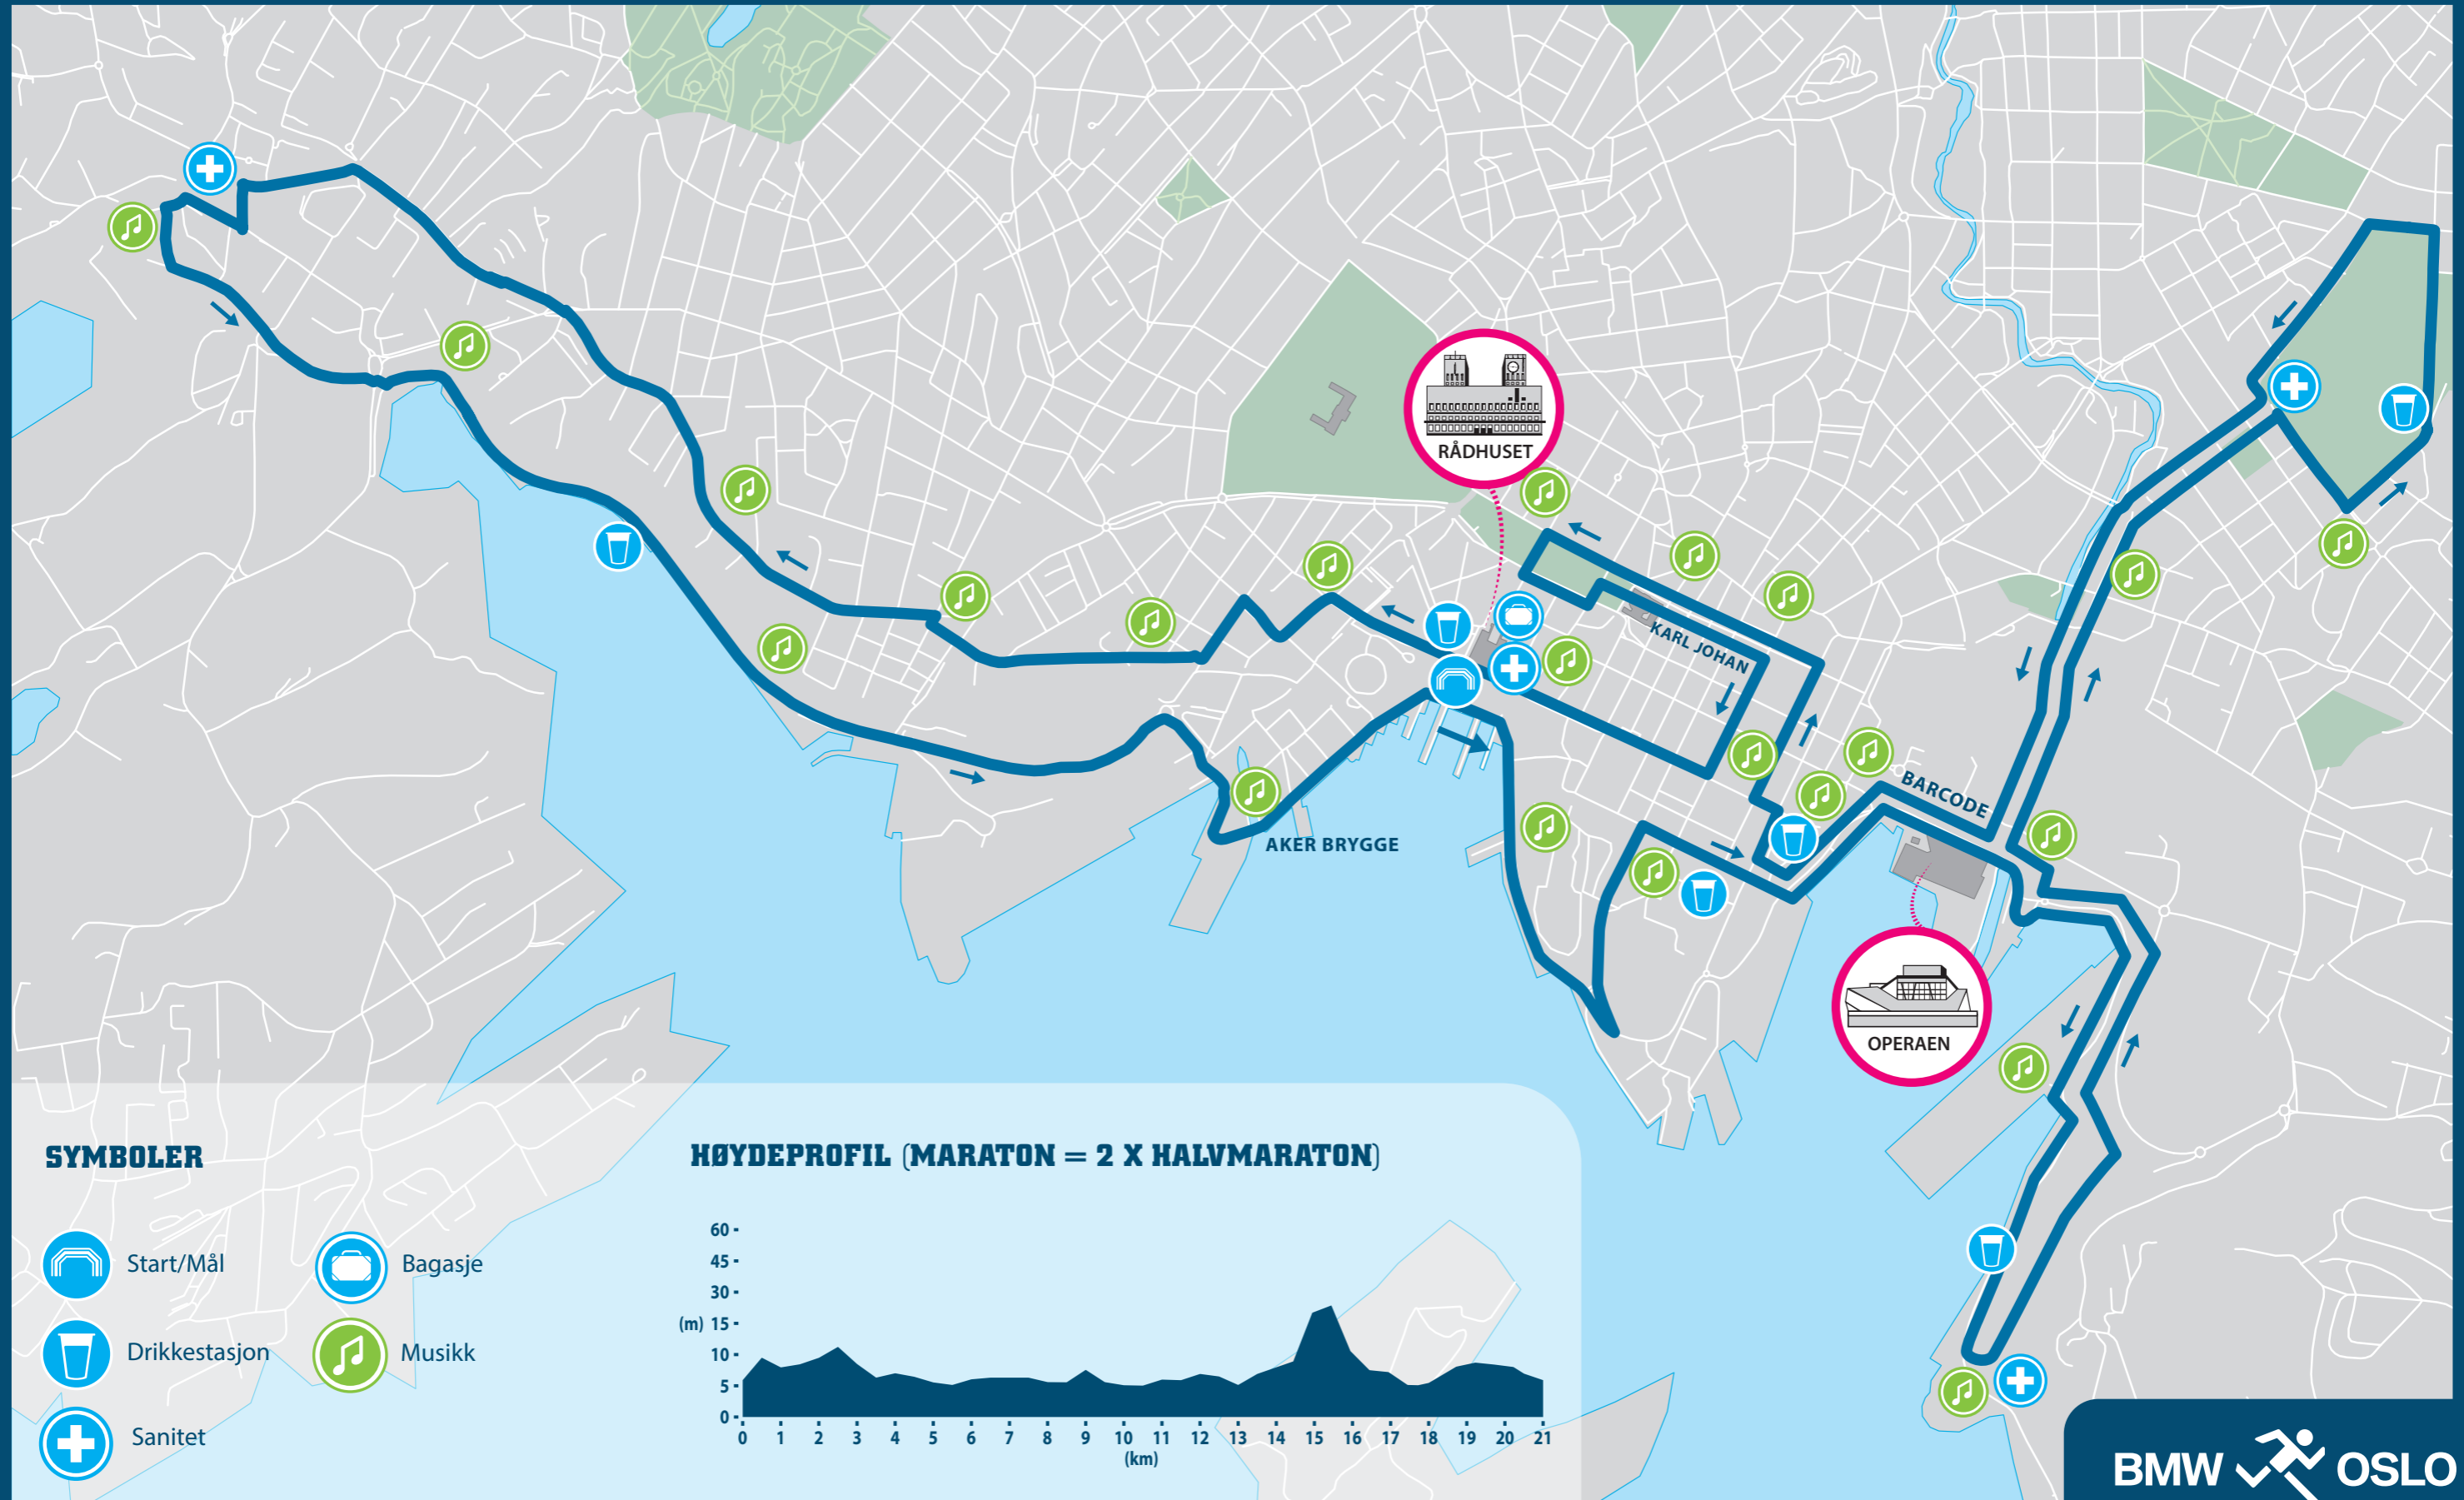 RÅDHUSET
KARL JOHAN
BARCODE
AKER BRYGGE
OPERAEN
SYMBOLER
Start/Mål
Bagasje
Drikkestasjon
Musikk
Sanitet
HØYDEPROFIL (MARATON = 2 X HALVMARATON)
60
45
30
(m) 15
10
5
0
0 1 2 3 4 5 6 7 8 9 10 11 12 13 14 15 16 17 18 19 20 21
(km)
BMW OSLO